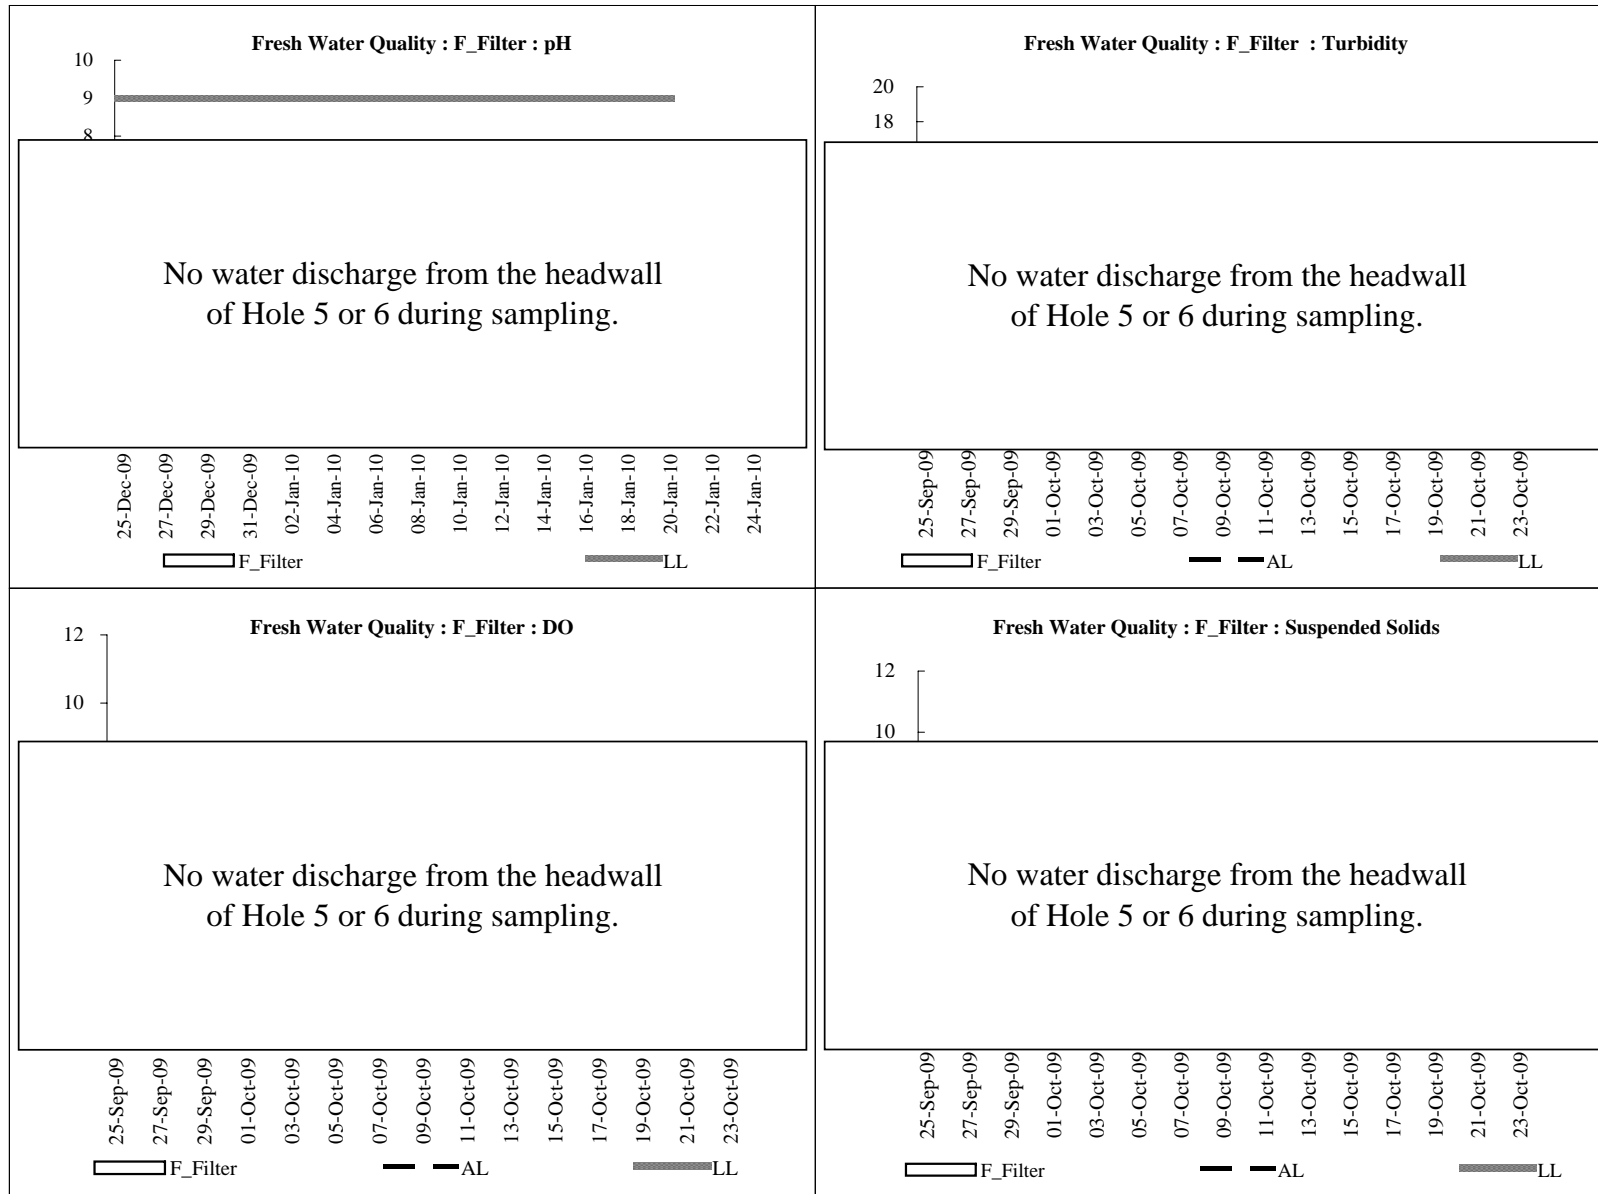 Fresh Water Quality : F_Filter : pH
10
9
8
No water discharge from the headwall
of Hole 5 or 6 during sampling.
25-Dec-09
27-Dec-09
29-Dec-09
31-Dec-09
02-Jan-10
04-Jan-10
06-Jan-10
08-Jan-10
10-Jan-10
12-Jan-10
14-Jan-10
16-Jan-10
18-Jan-10
20-Jan-10
22-Jan-10
24-Jan-10
F_Filter
LL
Fresh Water Quality : F_Filter : Turbidity
20
18
No water discharge from the headwall
of Hole 5 or 6 during sampling.
25-Sep-09
27-Sep-09
29-Sep-09
01-Oct-09
03-Oct-09
05-Oct-09
07-Oct-09
09-Oct-09
11-Oct-09
13-Oct-09
15-Oct-09
17-Oct-09
19-Oct-09
21-Oct-09
23-Oct-09
F_Filter
AL
LL
Fresh Water Quality : F_Filter : DO
12
10
No water discharge from the headwall
of Hole 5 or 6 during sampling.
25-Sep-09
27-Sep-09
29-Sep-09
01-Oct-09
03-Oct-09
05-Oct-09
07-Oct-09
09-Oct-09
11-Oct-09
13-Oct-09
15-Oct-09
17-Oct-09
19-Oct-09
21-Oct-09
23-Oct-09
F_Filter
AL
LL
Fresh Water Quality : F_Filter : Suspended Solids
12
10
No water discharge from the headwall
of Hole 5 or 6 during sampling.
25-Sep-09
27-Sep-09
29-Sep-09
01-Oct-09
03-Oct-09
05-Oct-09
07-Oct-09
09-Oct-09
11-Oct-09
13-Oct-09
15-Oct-09
17-Oct-09
19-Oct-09
21-Oct-09
23-Oct-09
F_Filter
AL
LL